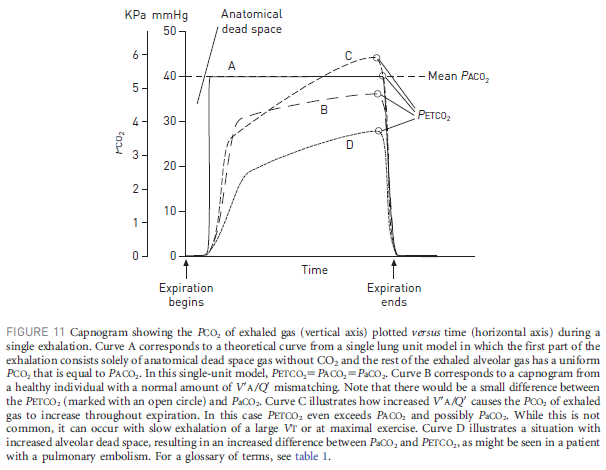 KPa mmHg
Anatomical
dead space
50
6
C
A
40
Mean PACO2
5
B
PETCO2
30
4
PCO2
D
3
20
2
10
1
0
0
Time
Expiration
begins
Expiration
ends
FIGURE 11 Capnogram showing the PCO2 of exhaled gas (vertical axis) plotted versus time (horizontal axis) during a
single exhalation. Curve A corresponds to a theoretical curve from a single lung unit model in which the first part of the
exhalation consists solely of anatomical dead space gas without CO2 and the rest of the exhaled alveolar gas has a uniform
PCO2 that is equal to PACO2. In this single-unit model, PETCO2=PACO2=PaCO2. Curve B corresponds to a capnogram from
a healthy individual with a normal amount of V'A/Q' mismatching. Note that there would be a small difference between
the PETCO2 (marked with an open circle) and PaCO2. Curve C illustrates how increased V'A/Q' causes the PCO2 of exhaled
gas to increase throughout expiration. In this case PETCO2 even exceeds PACO2 and possibly PaCO2. While this is not
common, it can occur with slow exhalation of a large VT or at maximal exercise. Curve D illustrates a situation with
increased alveolar dead space, resulting in an increased difference between PaCO2 and PETCO2, as might be seen in a patient
with a pulmonary embolism. For a glossary of terms, see table 1.